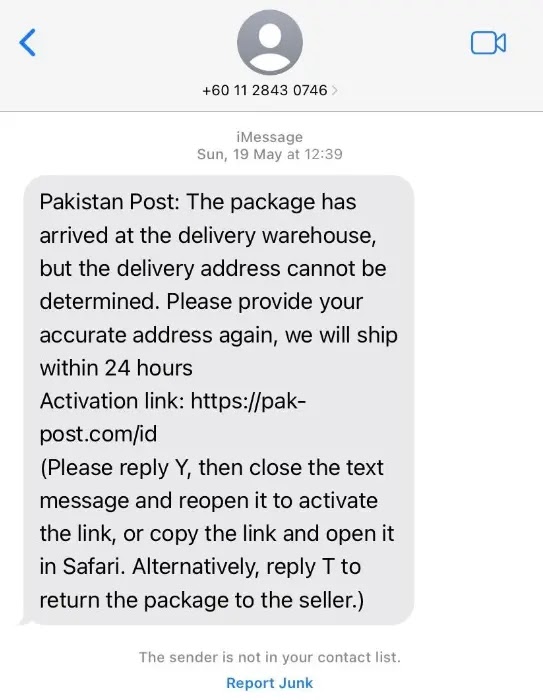 +60 11 2843 0746 >
iMessage
Sun, 19 May at 12:39
Pakistan Post: The package has
arrived at the delivery warehouse,
but the delivery address cannot be
determined. Please provide your
accurate address again, we will ship
within 24 hours
Activation link: https://pak-
post.com/id
(Please reply Y, then close the text
message and reopen it to activate
the link, or copy the link and open it
in Safari. Alternatively, reply T to
return the package to the seller.)
The sender is not in your contact list.
Report Junk